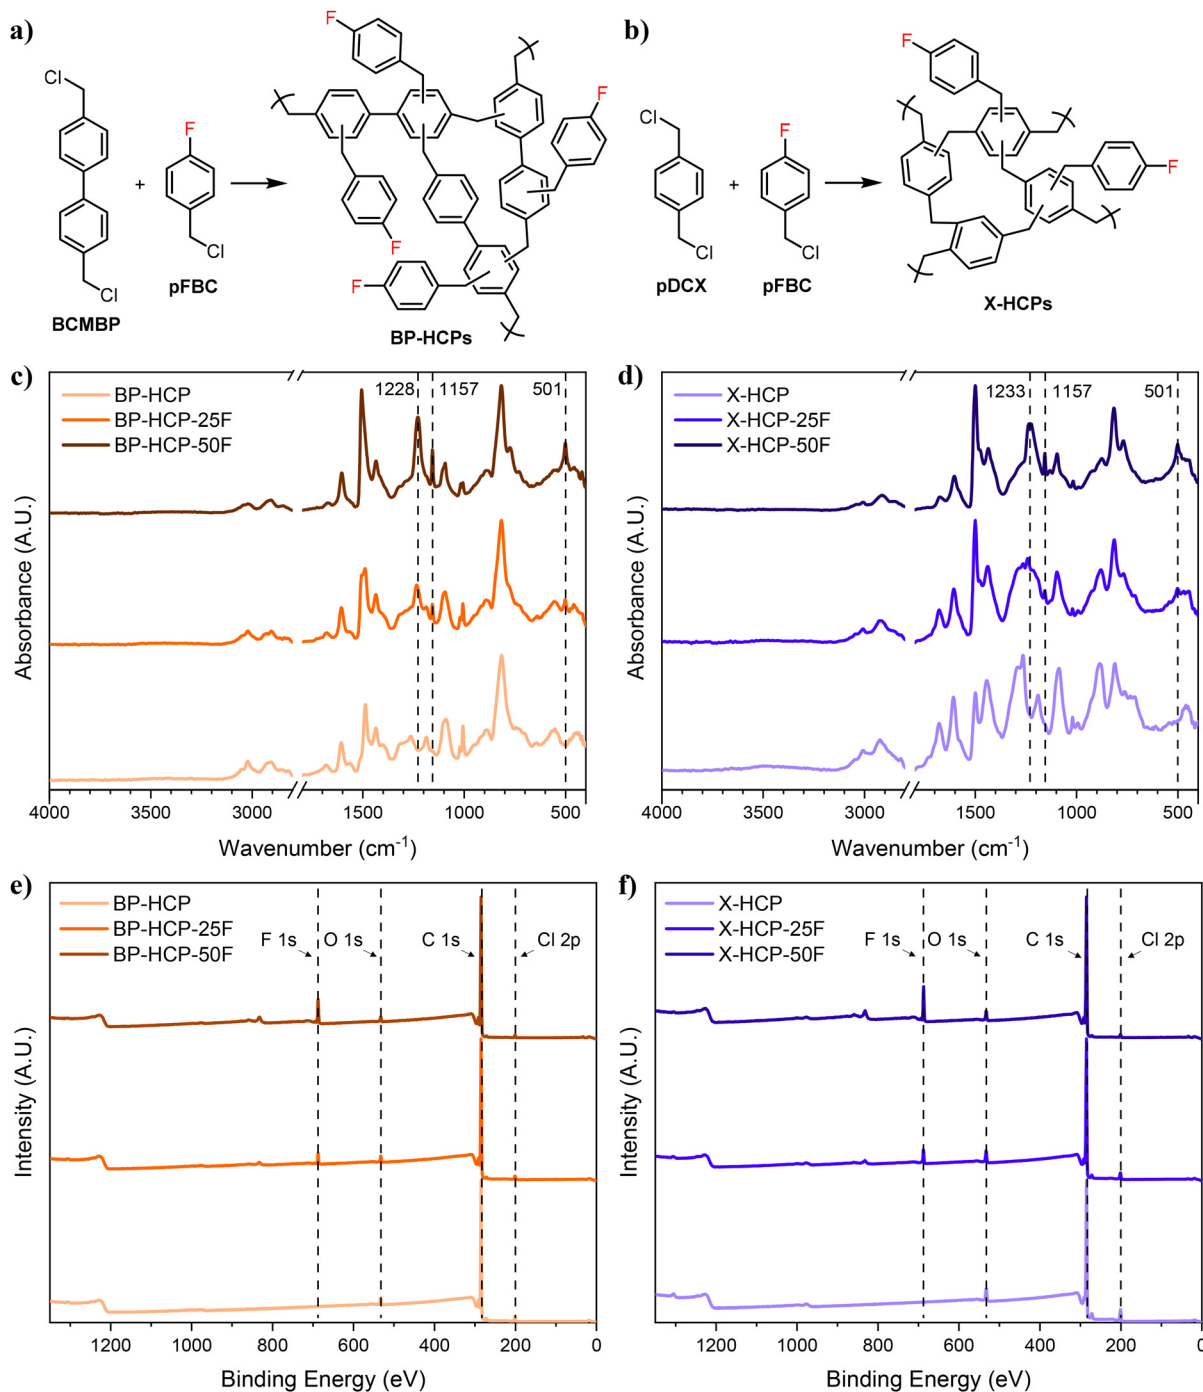 a)
Cl
Cl
BCMBP
+
F
Cl
pFBC
F
F
F
F
BP-HCPs
b)
Cl
Cl
pDCX
+
F
Cl
pFBC
F
F
X-HCPs
c)
BP-HCP
BP-HCP-25F
BP-HCP-50F
1228
1157
501
Absorbance (A.U.)
4000 3000 1500 1000 500
Wavenumber (cm⁻¹)
d)
X-HCP
X-HCP-25F
X-HCP-50F
1233
1157
501
Absorbance (A.U.)
4000 3500 3000 1500 1000 500
Wavenumber (cm⁻¹)
e)
BP-HCP
BP-HCP-25F
BP-HCP-50F
F 1s
O 1s
C 1s
Cl 2p
Intensity (A.U.)
1200 1000 800 600 400 200 0
Binding Energy (eV)
f)
X-HCP
X-HCP-25F
X-HCP-50F
F 1s
O 1s
C 1s
Cl 2p
Intensity (A.U.)
1200 1000 800 600 400 200 0
Binding Energy (eV)